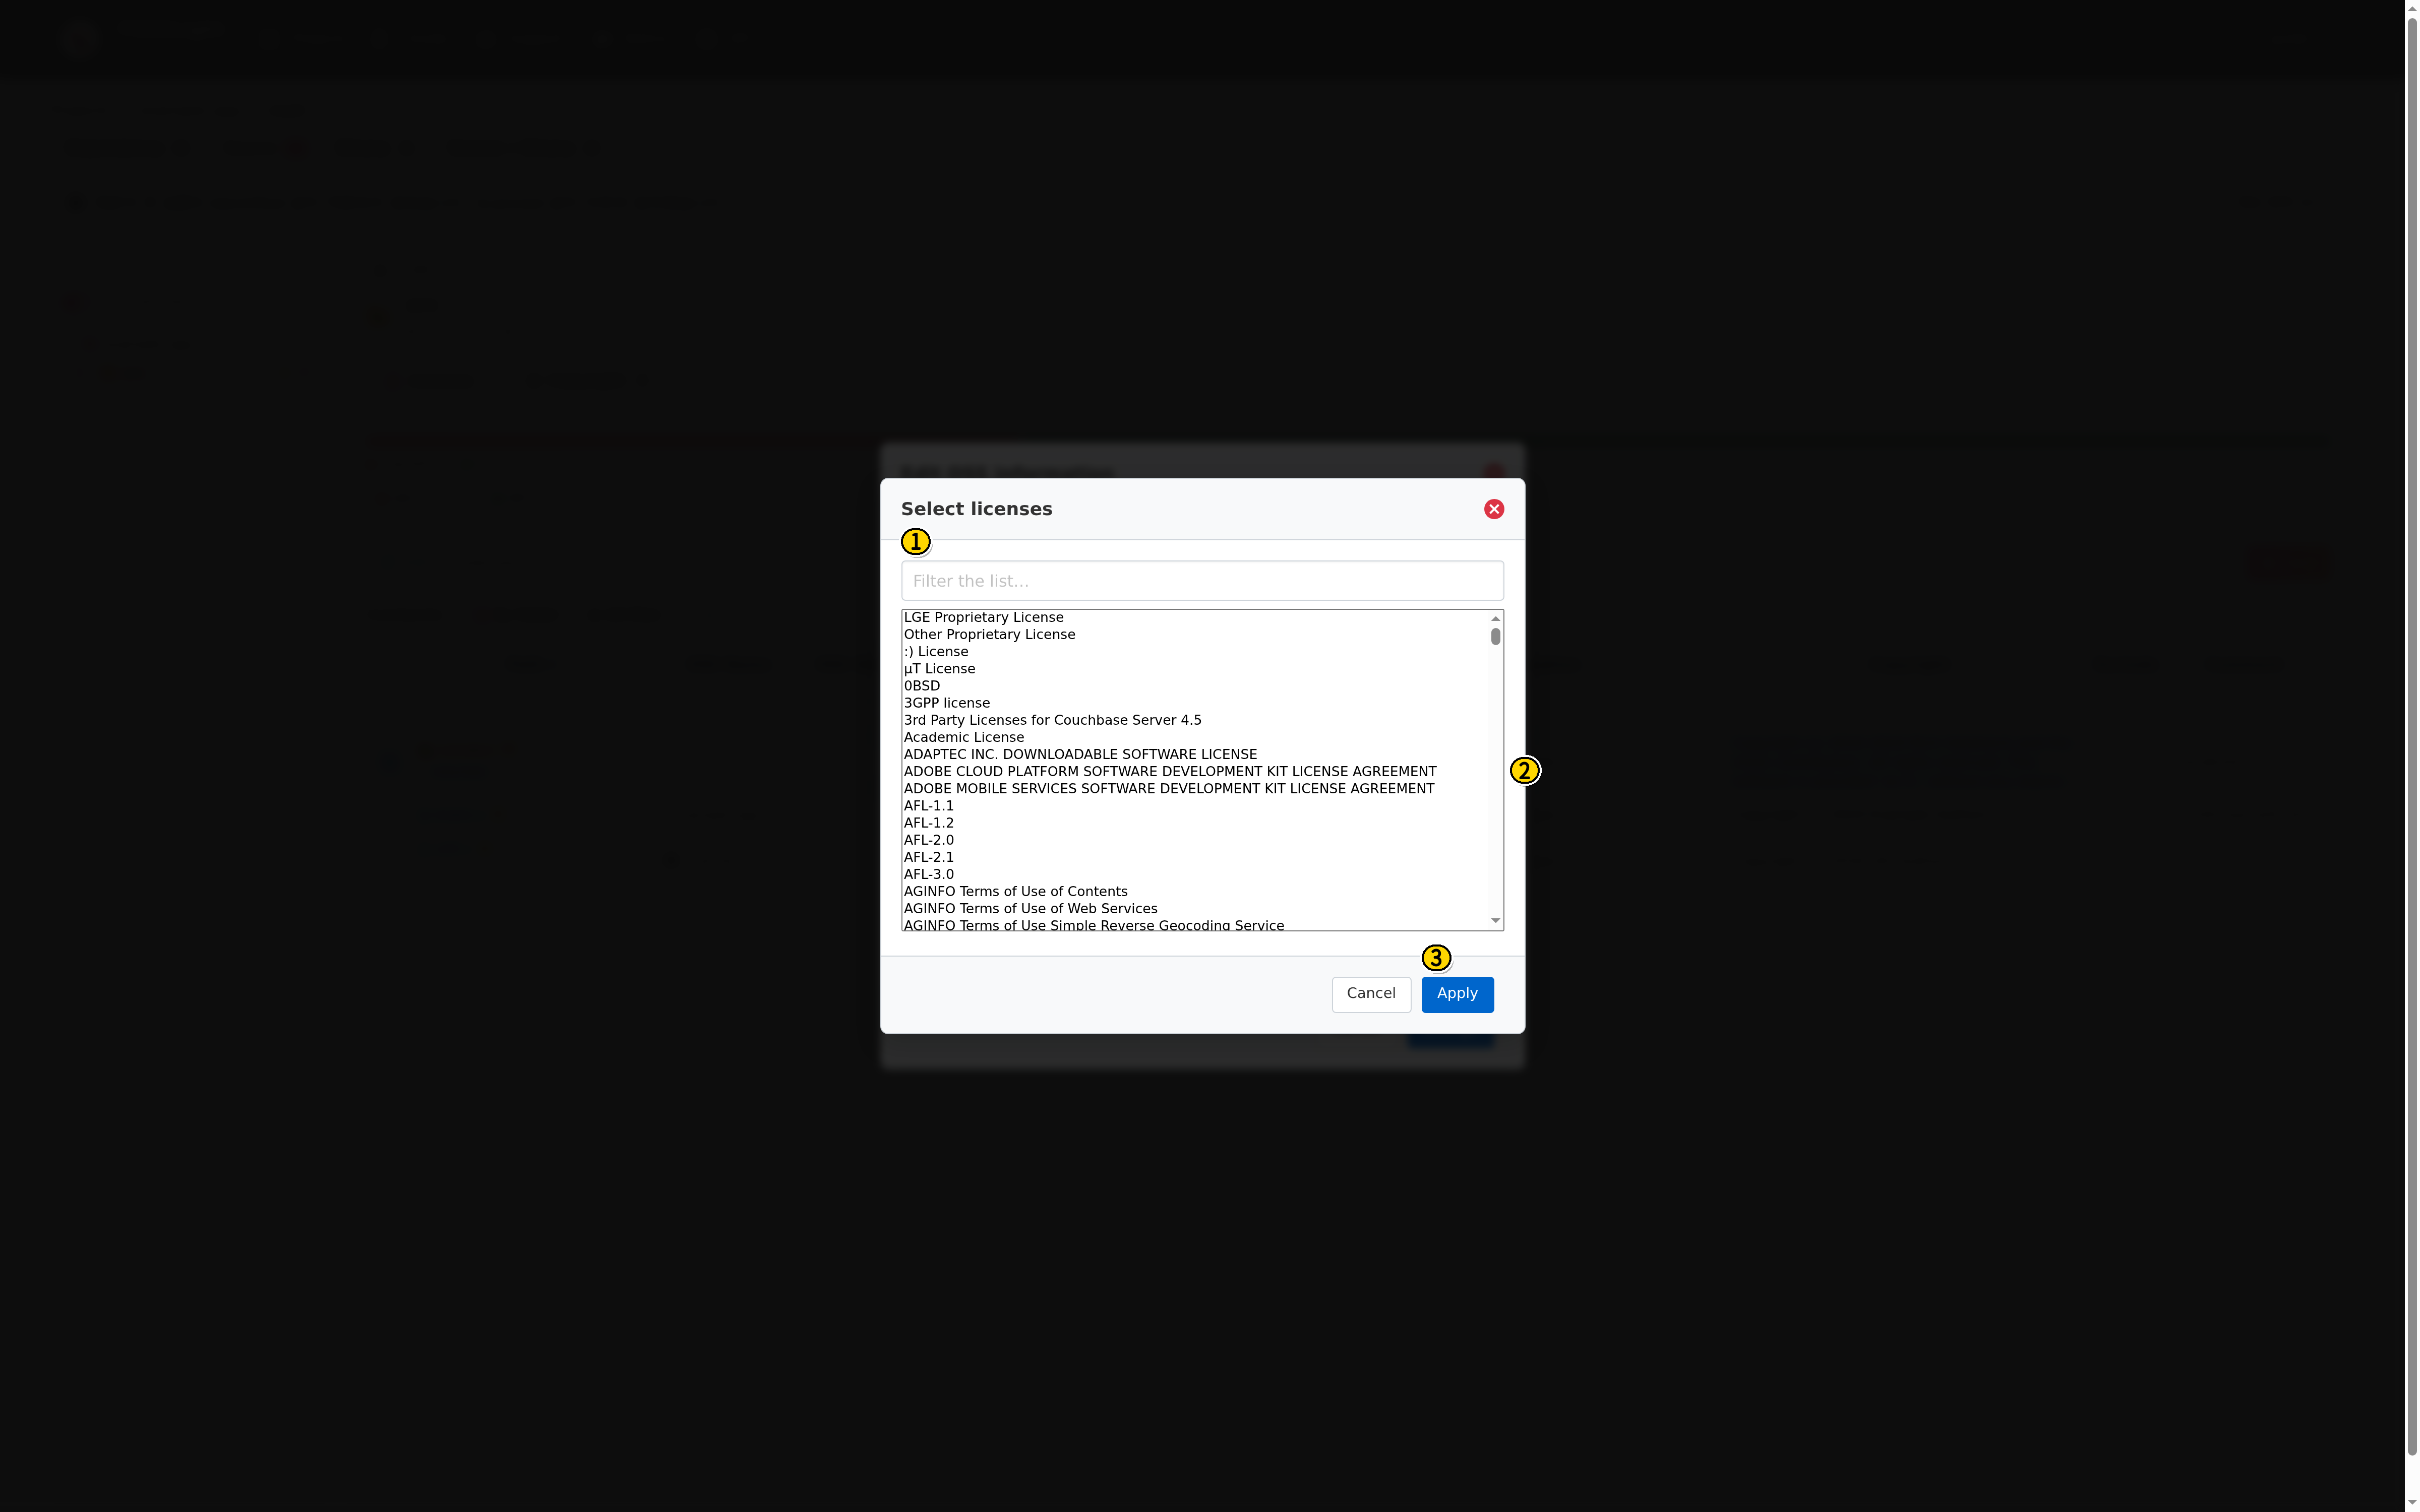 Select licenses
1
Filter the list...
LGE Proprietary License
Other Proprietary License
:) License
µT License
0BSD
3GPP license
3rd Party Licenses for Couchbase Server 4.5
Academic License
ADAPTEC INC. DOWNLOADABLE SOFTWARE LICENSE
ADOBE CLOUD PLATFORM SOFTWARE DEVELOPMENT KIT LICENSE AGREEMENT
2
ADOBE MOBILE SERVICES SOFTWARE DEVELOPMENT KIT LICENSE AGREEMENT
AFL-1.1
AFL-1.2
AFL-2.0
AFL-2.1
AFL-3.0
AGINFO Terms of Use of Contents
AGINFO Terms of Use of Web Services
AGINFO Terms of Use Simple Reverse Geocoding Service
3
Cancel
Apply